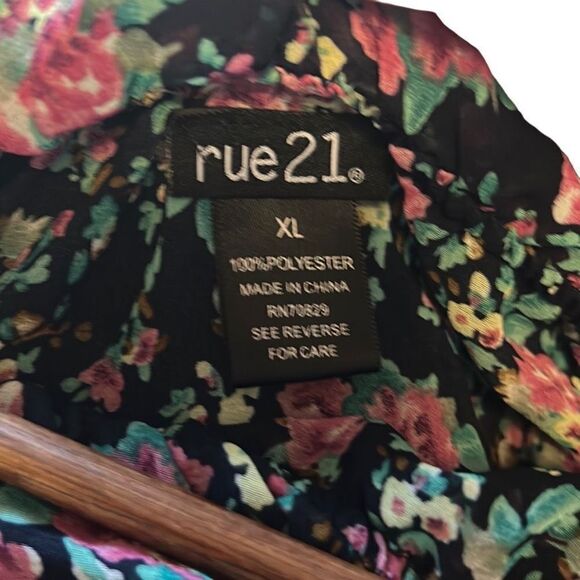 rue21®
XL
100%POLYESTER
MADE IN CHINA
RN70829
SEE REVERSE
FOR CARE